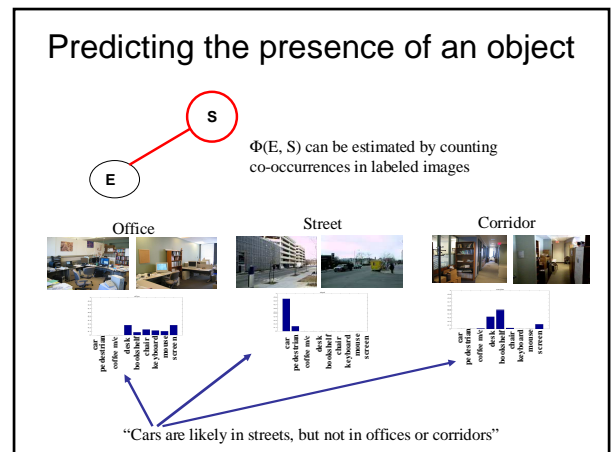 Predicting the presence of an object
S
E
Φ(E, S) can be estimated by counting
co-occurrences in labeled images
Office
Street
Corridor
car
pedestrian
coffee m/c
desk
bookshelf
chair
keyboard
mouse
screen
car
pedestrian
coffee m/c
desk
bookshelf
chair
keyboard
mouse
screen
car
pedestrian
coffee m/c
desk
bookshelf
chair
keyboard
mouse
screen
“Cars are likely in streets, but not in offices or corridors”